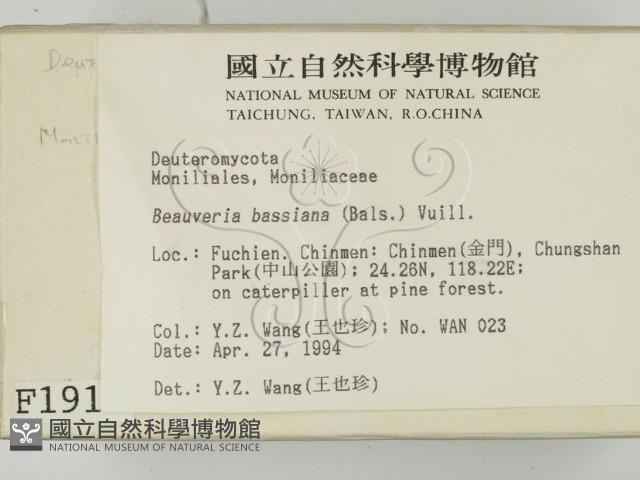 國立自然科學博物館
NATIONAL MUSEUM OF NATURAL SCIENCE
TAICHUNG, TAIWAN, R.O.CHINA
Deuteromycota
Moniliales, Moniliaceae
Beauveria bassiana (Bals.) Vuill.
Loc.: Fuchien. Chinmen: Chinmen(金門), Chungshan
Park(中山公園); 24.26N, 118.22E;
on caterpiller at pine forest.
Col.: Y.Z. Wang(王也珍); No. WAN 023
Date: Apr. 27, 1994
Det.: Y.Z. Wang(王也珍)
F191
國立自然科學博物館
NATIONAL MUSEUM OF NATURAL SCIENCE